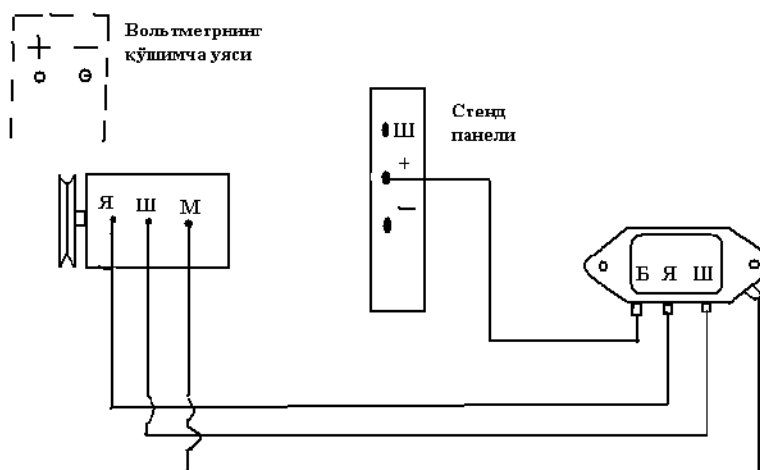 Вольтметрнинг
қўшимча уяси
+ —
Стенд
панели
Ш
+
—
Я Ш М
Б Я Ш